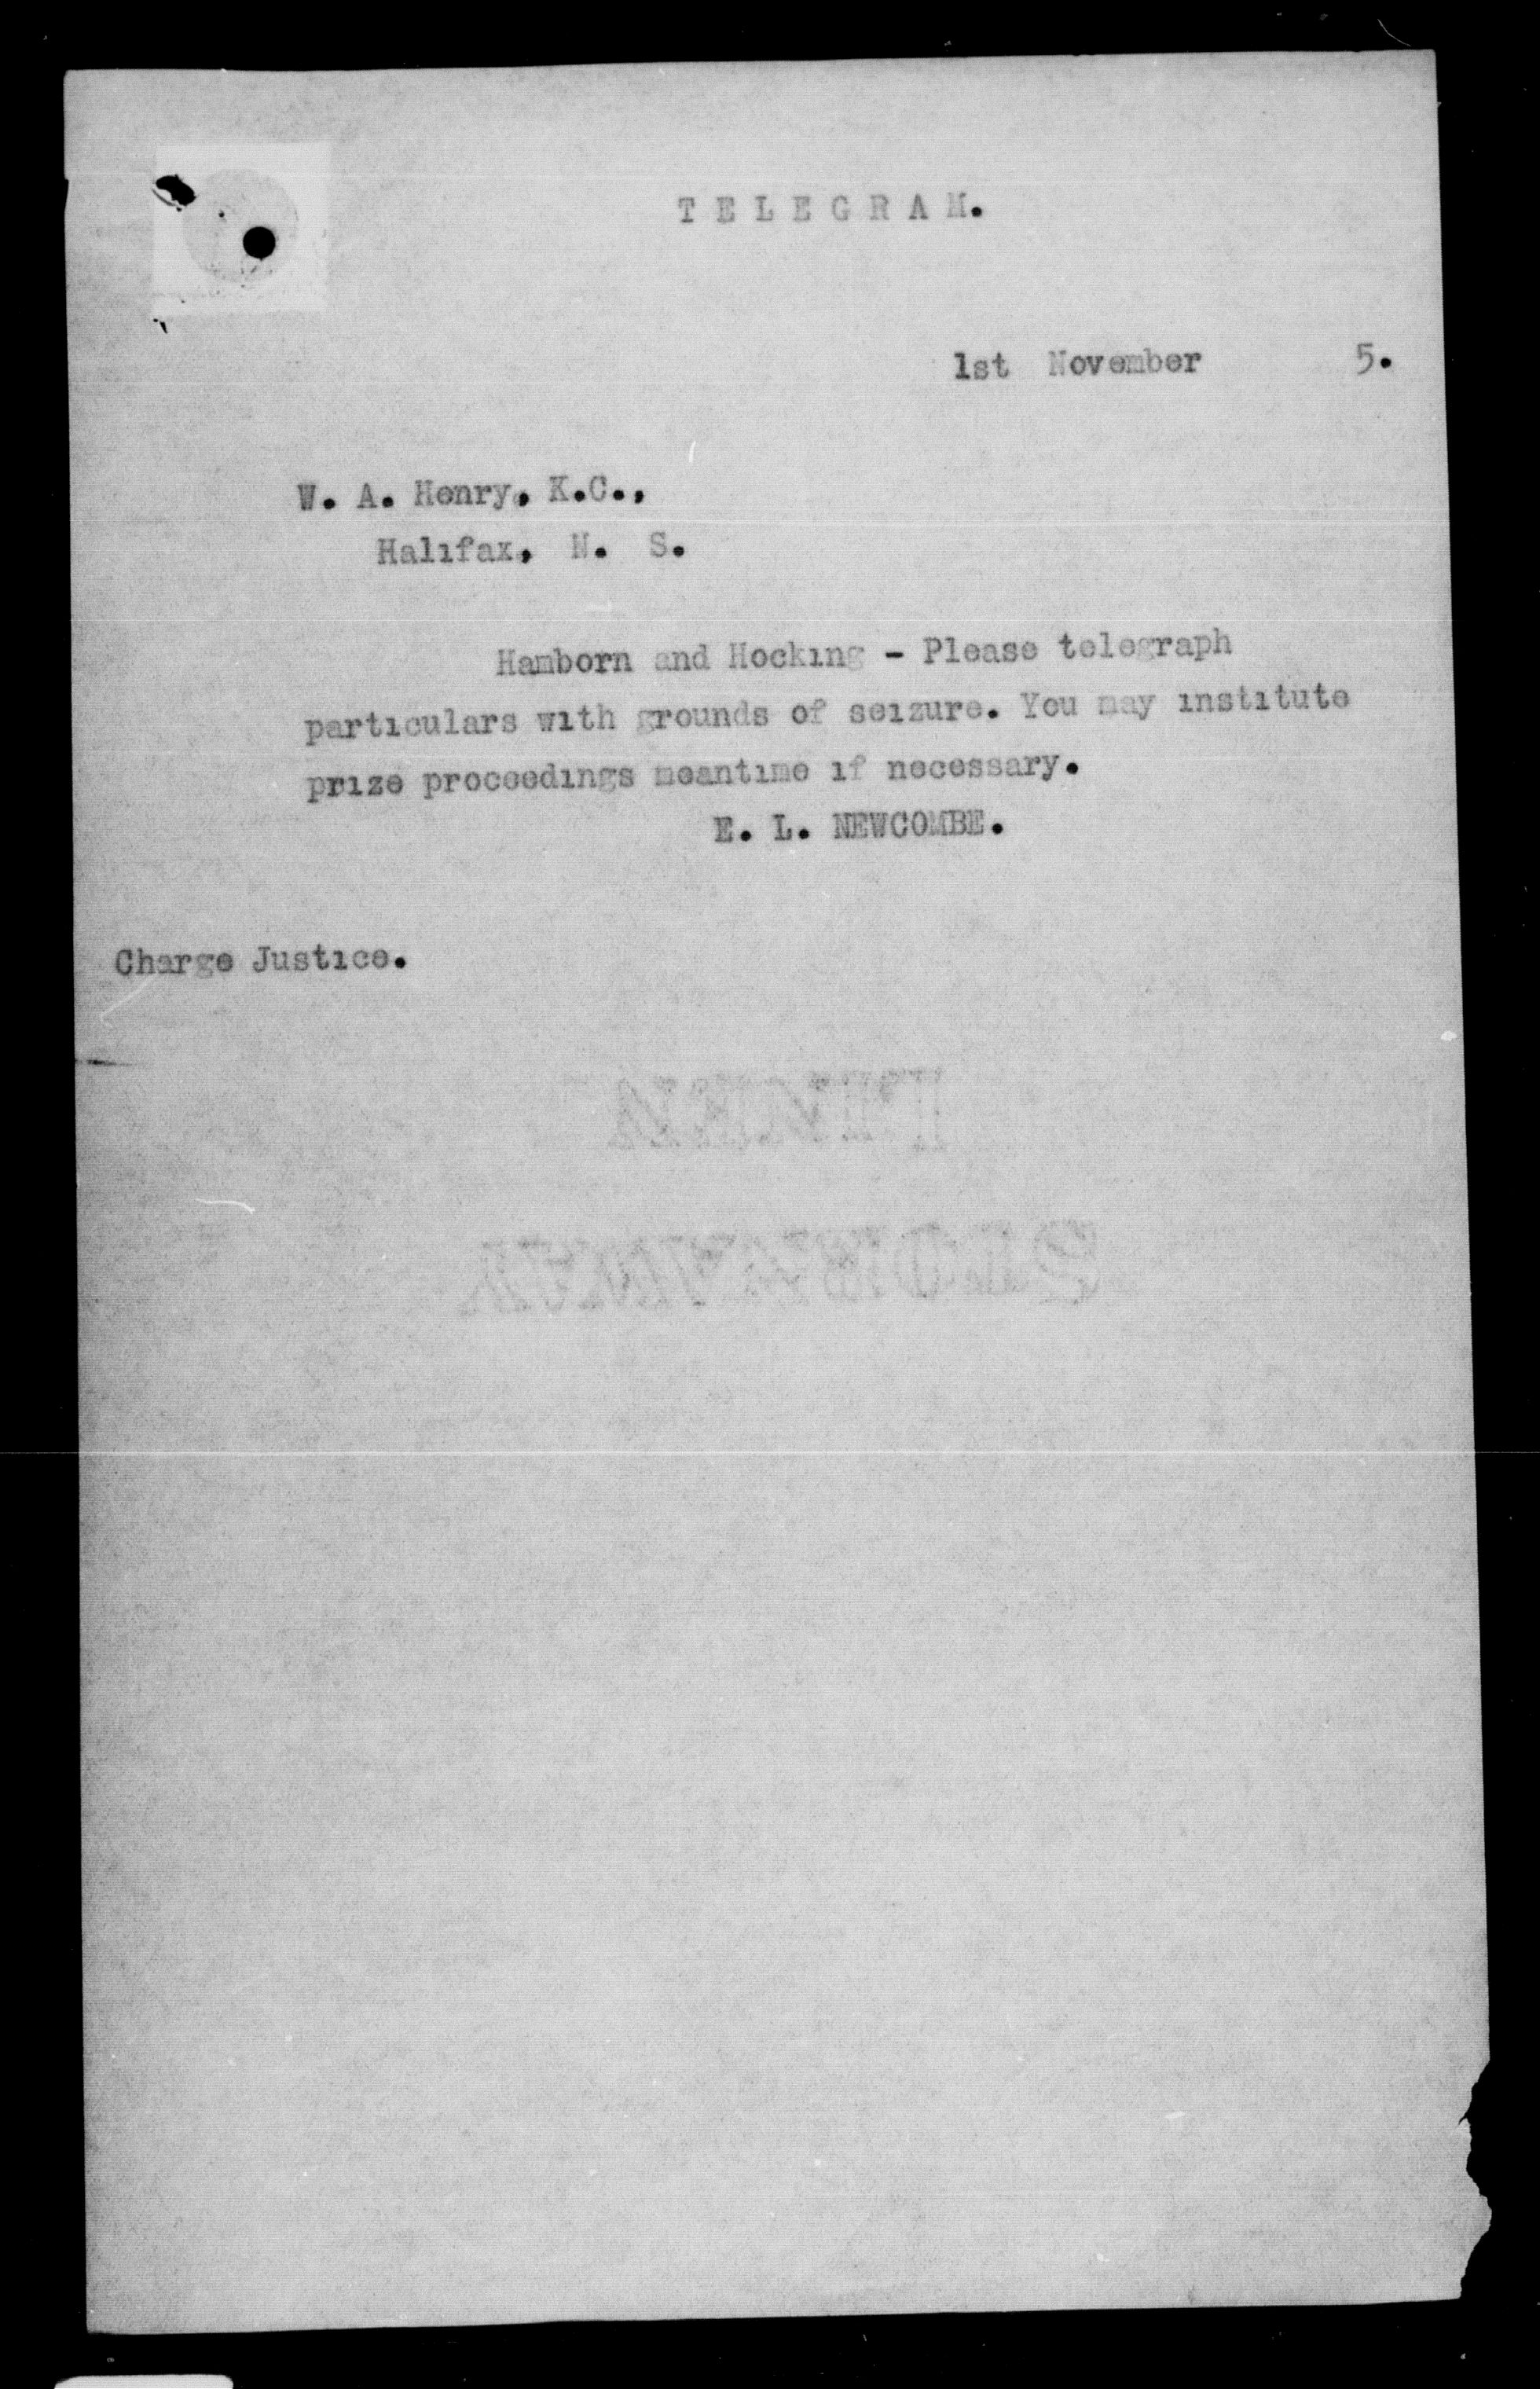 TELEGRAM.
1st November 5.
W. A. Henry, K.C.,
Halifax, N. S.
Hamborn and Hocking - Please telegraph
particulars with grounds of seizure. You may institute
prize proceedings meantime if necessary.
E. L. NEWCOMBE.
Charge Justice.